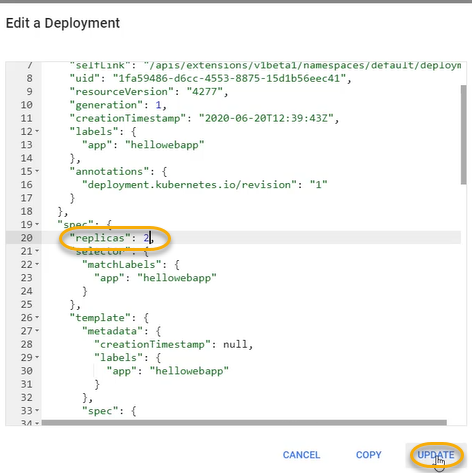 Edit a Deployment
7 "selfLink": "/apis/extensions/v1beta1/namespaces/default/deploym
8 "uid": "1fa59486-d6cc-4553-8875-15d1b56eec41",
9 "resourceVersion": "4277",
10 "generation": 1,
11 "creationTimestamp": "2020-06-20T12:39:43Z",
12 "labels": {
13 "app": "hellowebapp"
14 },
15 "annotations": {
16 "deployment.kubernetes.io/revision": "1"
17 }
18 },
19 "spec": {
20 "replicas": 2,
21 "selector": {
22 "matchLabels": {
23 "app": "hellowebapp"
24 }
25 },
26 "template": {
27 "metadata": {
28 "creationTimestamp": null,
29 "labels": {
30 "app": "hellowebapp"
31 }
32 },
33 "spec": {
34
CANCEL COPY UPDATE